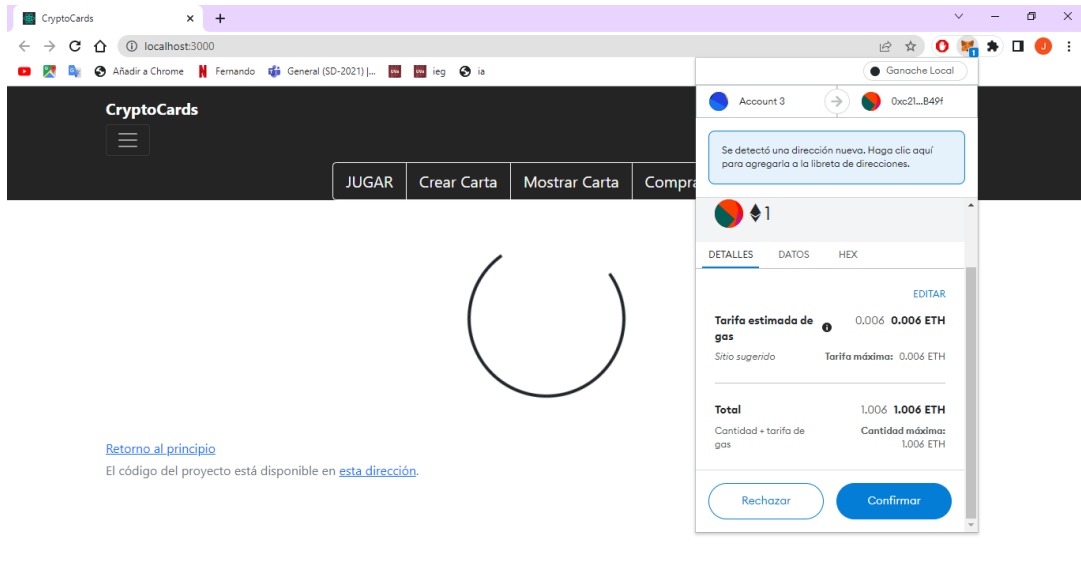 CryptoCards
localhost:3000
Añadir a Chrome
Fernando
General (SD-2021) |...
ieg
ia
1
J
Ganache Local
CryptoCards
Account 3
0xc21...B49f
Se detectó una dirección nueva. Haga clic aquí
para agregarla a la libreta de direcciones.
JUGAR
Crear Carta
Mostrar Carta
Compra
1
DETALLES
DATOS
HEX
EDITAR
Tarifa estimada de
gas
0.006 0.006 ETH
Sitio sugerido
Tarifa máxima: 0.006 ETH
Total
1.006 1.006 ETH
Cantidad + tarifa de
gas
Cantidad máxima:
1.006 ETH
Rechazar
Confirmar
Retorno al principio
El código del proyecto está disponible en esta dirección.